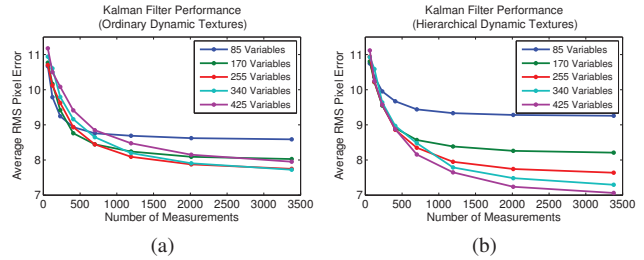 Kalman Filter Performance
(Ordinary Dynamic Textures)
Average RMS Pixel Error
11
10
9
8
7
0 500 1000 1500 2000 2500 3000 3500
Number of Measurements
85 Variables
170 Variables
255 Variables
340 Variables
425 Variables
(a)
Kalman Filter Performance
(Hierarchical Dynamic Textures)
Average RMS Pixel Error
11
10
9
8
7
0 500 1000 1500 2000 2500 3000 3500
Number of Measurements
85 Variables
170 Variables
255 Variables
340 Variables
425 Variables
(b)